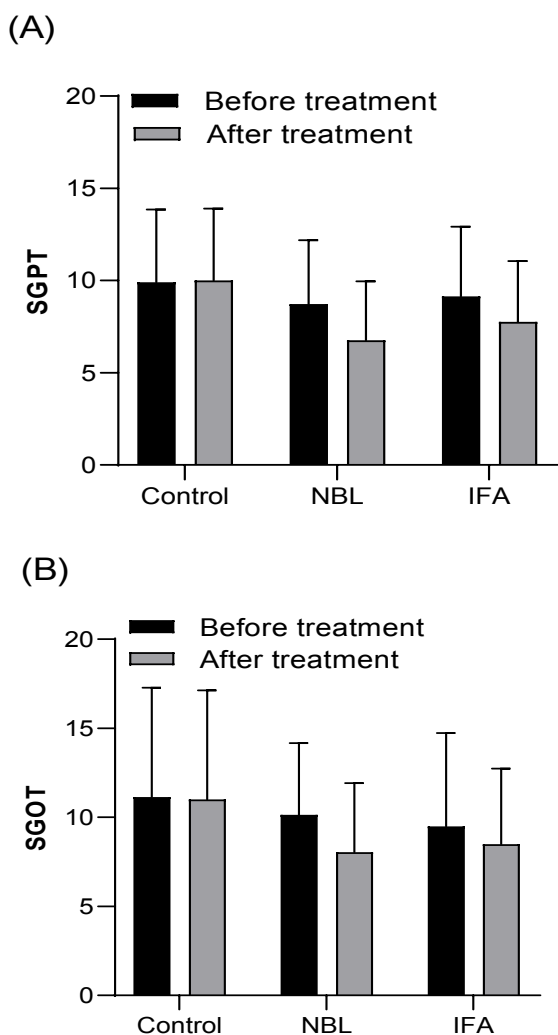 (A)
20
Before treatment
After treatment
15
10
5
0
SGPT
Control NBL IFA
(B)
20
Before treatment
After treatment
15
10
5
0
SGOT
Control NBL IFA